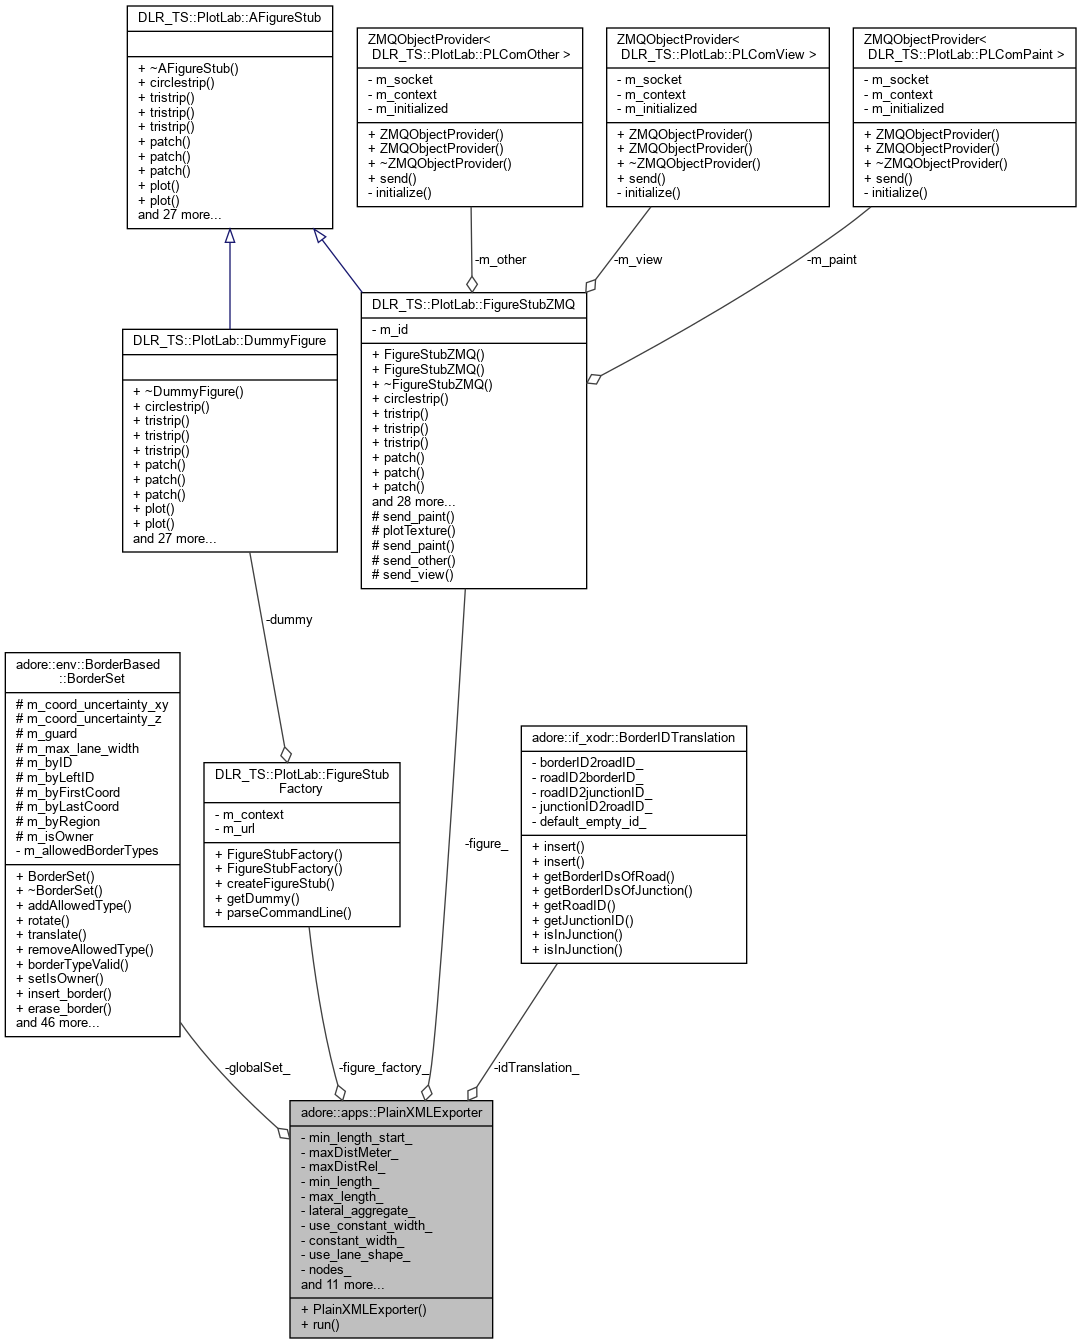 DLR_TS::PlotLab::AFigureStub
+ ~AFigureStub()
+ circlestrip()
+ tristrip()
+ tristrip()
+ tristrip()
+ patch()
+ patch()
+ patch()
+ plot()
+ plot()
and 27 more...
ZMQObjectProvider<
DLR_TS::PlotLab::PLComOther >
- m_socket
- m_context
- m_initialized
+ ZMQObjectProvider()
+ ZMQObjectProvider()
+ ~ZMQObjectProvider()
+ send()
- initialize()
ZMQObjectProvider<
DLR_TS::PlotLab::PLComView >
- m_socket
- m_context
- m_initialized
+ ZMQObjectProvider()
+ ZMQObjectProvider()
+ ~ZMQObjectProvider()
+ send()
- initialize()
ZMQObjectProvider<
DLR_TS::PlotLab::PLComPaint >
- m_socket
- m_context
- m_initialized
+ ZMQObjectProvider()
+ ZMQObjectProvider()
+ ~ZMQObjectProvider()
+ send()
- initialize()
-m_other
-m_view
-m_paint
DLR_TS::PlotLab::DummyFigure
+ ~DummyFigure()
+ circlestrip()
+ tristrip()
+ tristrip()
+ tristrip()
+ patch()
+ patch()
+ patch()
+ plot()
+ plot()
and 27 more...
DLR_TS::PlotLab::FigureStubZMQ
- m_id
+ FigureStubZMQ()
+ FigureStubZMQ()
+ ~FigureStubZMQ()
+ circlestrip()
+ tristrip()
+ tristrip()
+ tristrip()
+ patch()
+ patch()
+ patch()
and 28 more...
# send_paint()
# plotTexture()
# send_paint()
# send_other()
# send_view()
-dummy
adore::env::BorderBased
::BorderSet
# m_coord_uncertainty_xy
# m_coord_uncertainty_z
# m_guard
# m_max_lane_width
# m_byID
# m_byLeftID
# m_byFirstCoord
# m_byLastCoord
# m_byRegion
# m_isOwner
- m_allowedBorderTypes
+ BorderSet()
+ ~BorderSet()
+ addAllowedType()
+ rotate()
+ translate()
+ removeAllowedType()
+ borderTypeValid()
+ setIsOwner()
+ insert_border()
+ erase_border()
and 46 more...
DLR_TS::PlotLab::FigureStub
Factory
- m_context
- m_url
+ FigureStubFactory()
+ FigureStubFactory()
+ createFigureStub()
+ getDummy()
+ parseCommandLine()
-figure_
adore::if_xodr::BorderIDTranslation
- borderID2roadID_
- roadID2borderID_
- roadID2junctionID_
- junctionID2roadID_
- default_empty_id_
+ insert()
+ insert()
+ getBorderIDsOfRoad()
+ getBorderIDsOfJunction()
+ getRoadID()
+ getJunctionID()
+ isInJunction()
+ isInJunction()
-globalSet_
-figure_factory_
-idTranslation_
adore::apps::PlainXMLExporter
- min_length_start_
- maxDistMeter_
- maxDistRel_
- min_length_
- max_length_
- lateral_aggregate_
- use_constant_width_
- constant_width_
- use_lane_shape_
- nodes_
and 11 more...
+ PlainXMLExporter()
+ run()